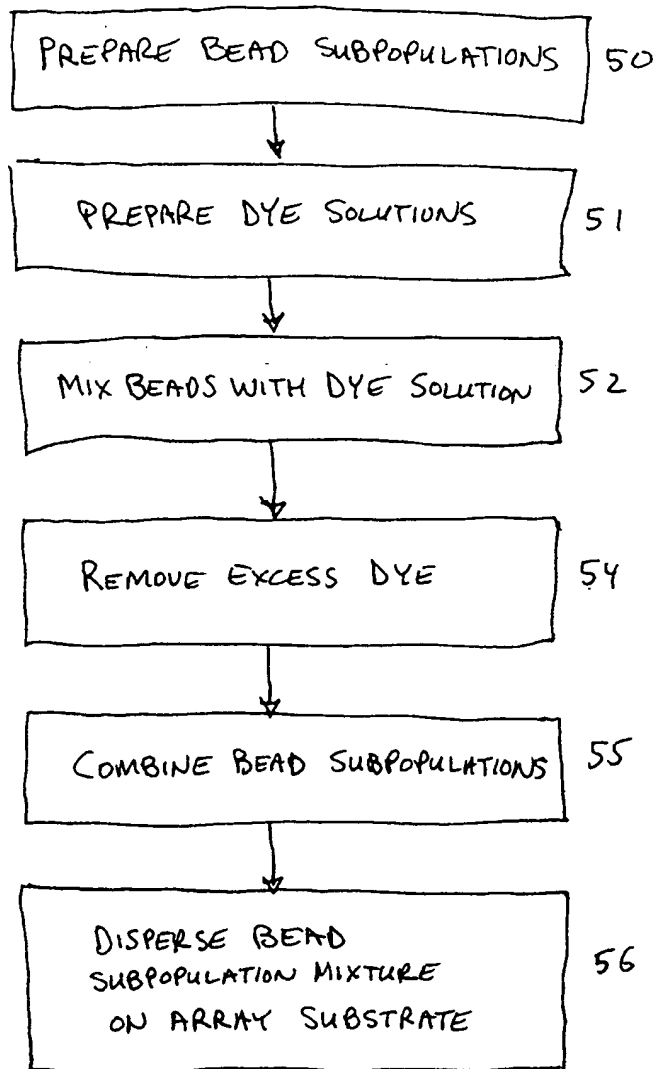 PREPARE BEAD SUBPOPULATIONS 50
PREPARE DYE SOLUTIONS 51
MIX BEADS WITH DYE SOLUTION 52
REMOVE EXCESS DYE 54
COMBINE BEAD SUBPOPULATIONS 55
DISPERSE BEAD
SUBPOPULATION MIXTURE
ON ARRAY SUBSTRATE
56